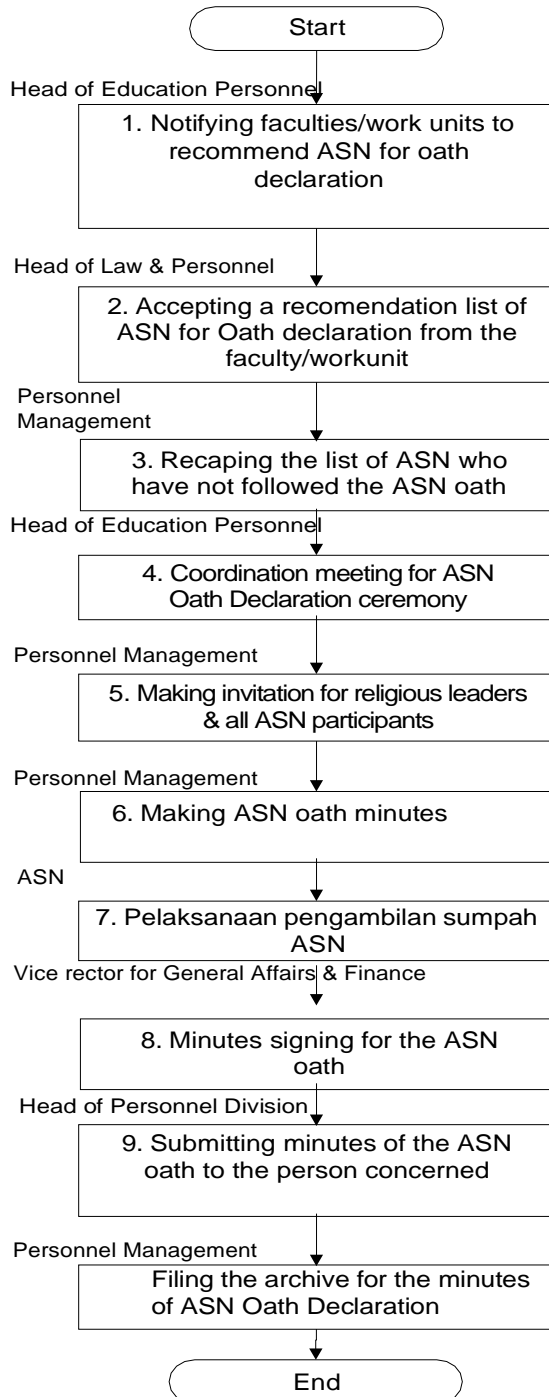 Start
Head of Education Personnel
1. Notifying faculties/work units to
recommend ASN for oath
declaration
Head of Law & Personnel
2. Accepting a recomendation list of
ASN for Oath declaration from the
faculty/workunit
Personnel
Management
3. Recaping the list of ASN who
have not followed the ASN oath
Head of Education Personnel
4. Coordination meeting for ASN
Oath Declaration ceremony
Personnel Management
5. Making invitation for religious leaders
& all ASN participants
Personnel Management
6. Making ASN oath minutes
ASN
7. Pelaksanaan pengambilan sumpah
ASN
Vice rector for General Affairs & Finance
8. Minutes signing for the ASN
oath
Head of Personnel Division
9. Submitting minutes of the ASN
oath to the person concerned
Personnel Management
Filing the archive for the minutes
of ASN Oath Declaration
End